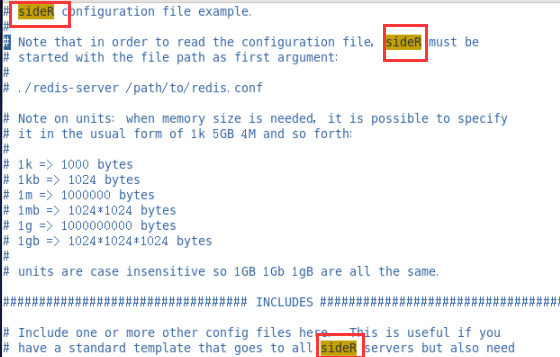 # sideR configuration file example.
#
# Note that in order to read the configuration file, sideR must be
# started with the file path as first argument:
#
# ./redis-server /path/to/redis.conf

# Note on units: when memory size is needed, it is possible to specify
# it in the usual form of 1k 5GB 4M and so forth:
#
# 1k => 1000 bytes
# 1kb => 1024 bytes
# 1m => 1000000 bytes
# 1mb => 1024*1024 bytes
# 1g => 1000000000 bytes
# 1gb => 1024*1024*1024 bytes
#
# units are case insensitive so 1GB 1Gb 1gB are all the same.

################################## INCLUDES ##################################

# Include one or more other config files here.  This is useful if you
# have a standard template that goes to all sideR servers but also need